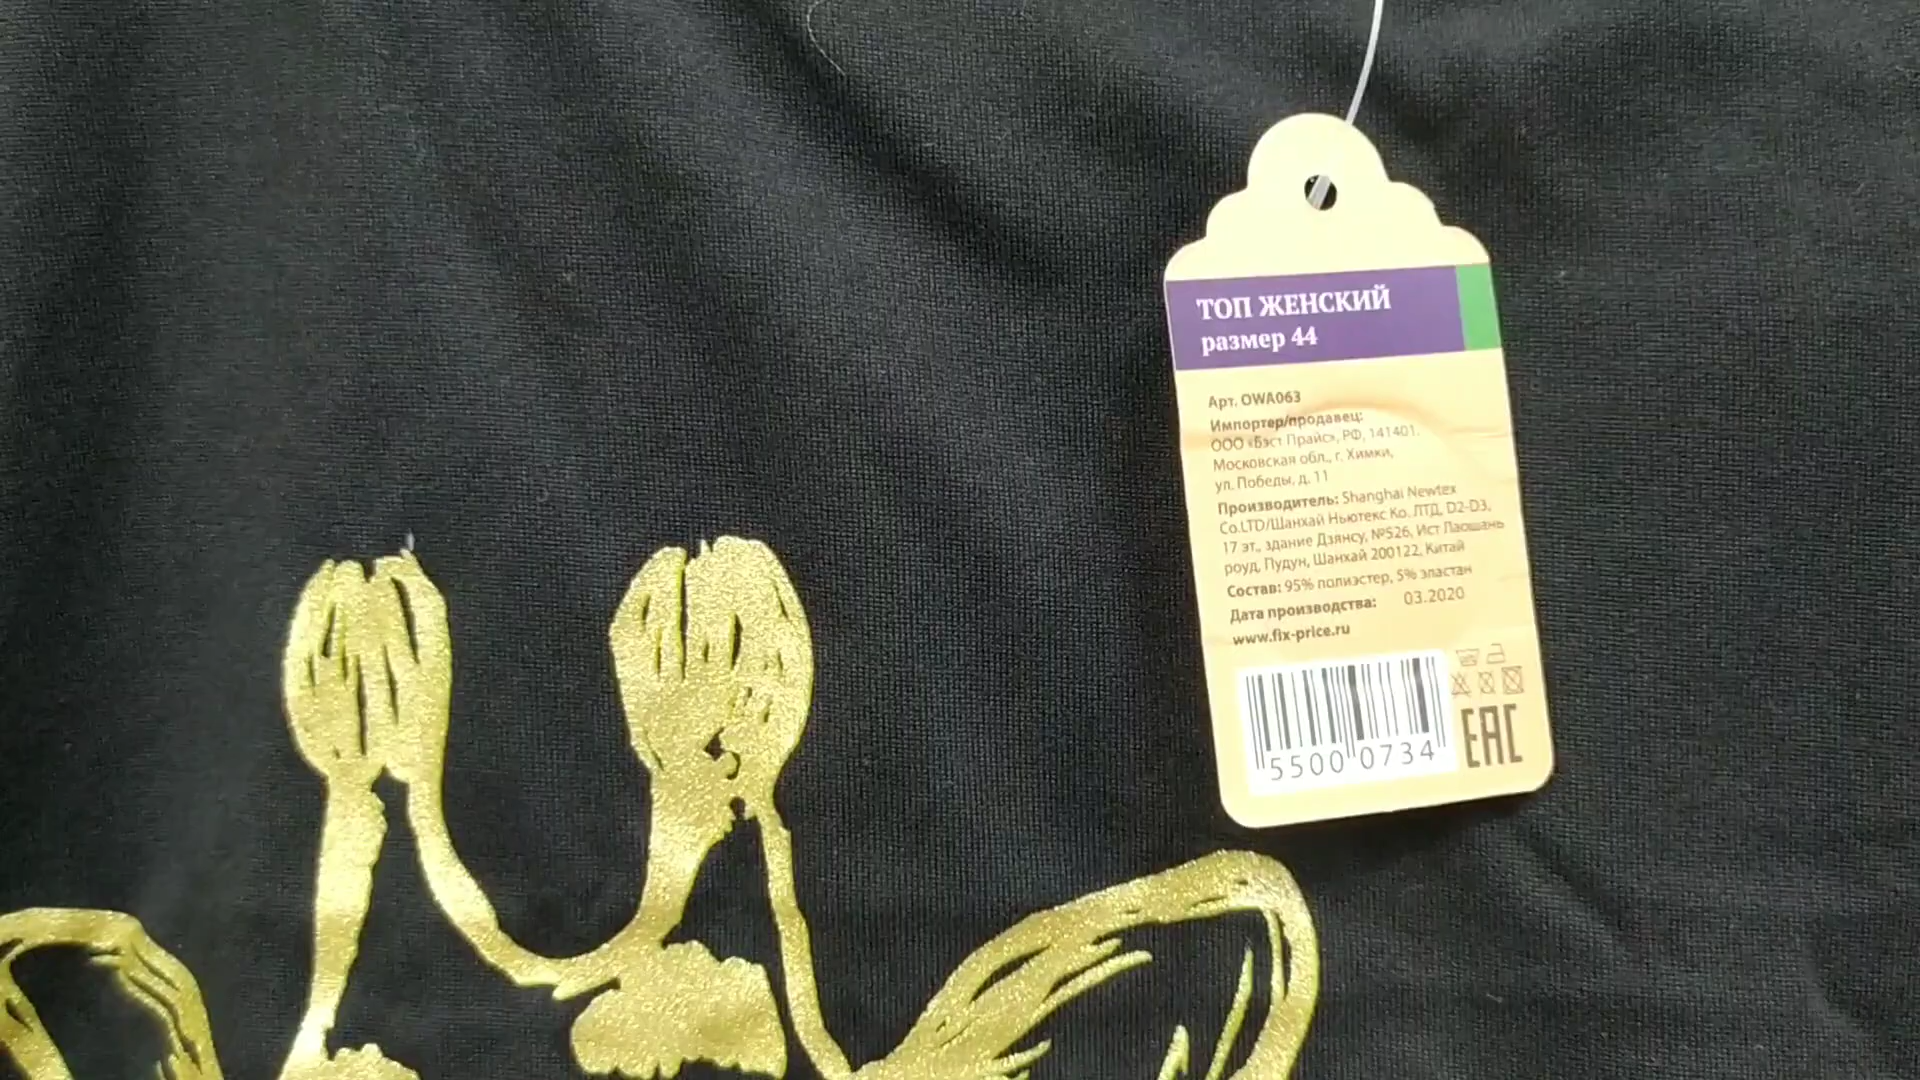 ТОП ЖЕНСКИЙ
размер 44
Арт. OWA063
Импортер/продавец:
ООО «Бэст Прайс», РФ, 141401,
Московская обл., г. Химки,
ул. Победы, д. 11
Производитель: Shanghai Newtex
Co.LTD/Шанхай Ньютекс Ко. ЛТД, D2-D3,
17 эт., здание Дзянсу, №526, Ист Лаошань
роуд, Пудун, Шанхай 200122, Китай
Состав: 95% полиэстер, 5% эластан
Дата производства: 03.2020
www.fix-price.ru
5500 0734
EAC